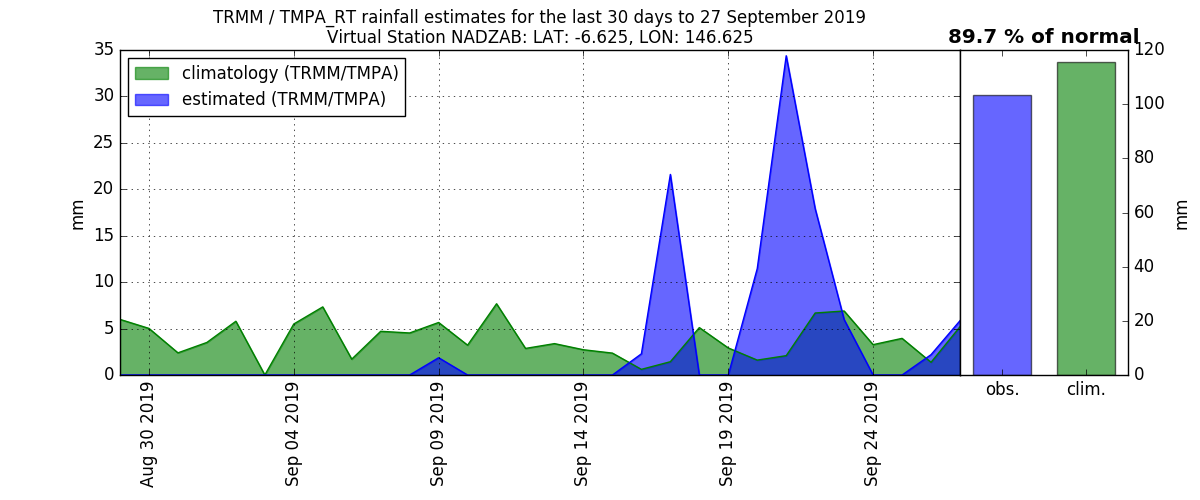 TRMM / TMPA_RT rainfall estimates for the last 30 days to 27 September 2019
Virtual Station NADZAB: LAT: -6.625, LON: 146.625
89.7 % of normal
climatology (TRMM/TMPA)
estimated (TRMM/TMPA)
35
30
25
20
15
10
5
0
mm
Aug 30 2019
Sep 04 2019
Sep 09 2019
Sep 14 2019
Sep 19 2019
Sep 24 2019
obs.
clim.
120
100
80
60
40
20
0
mm